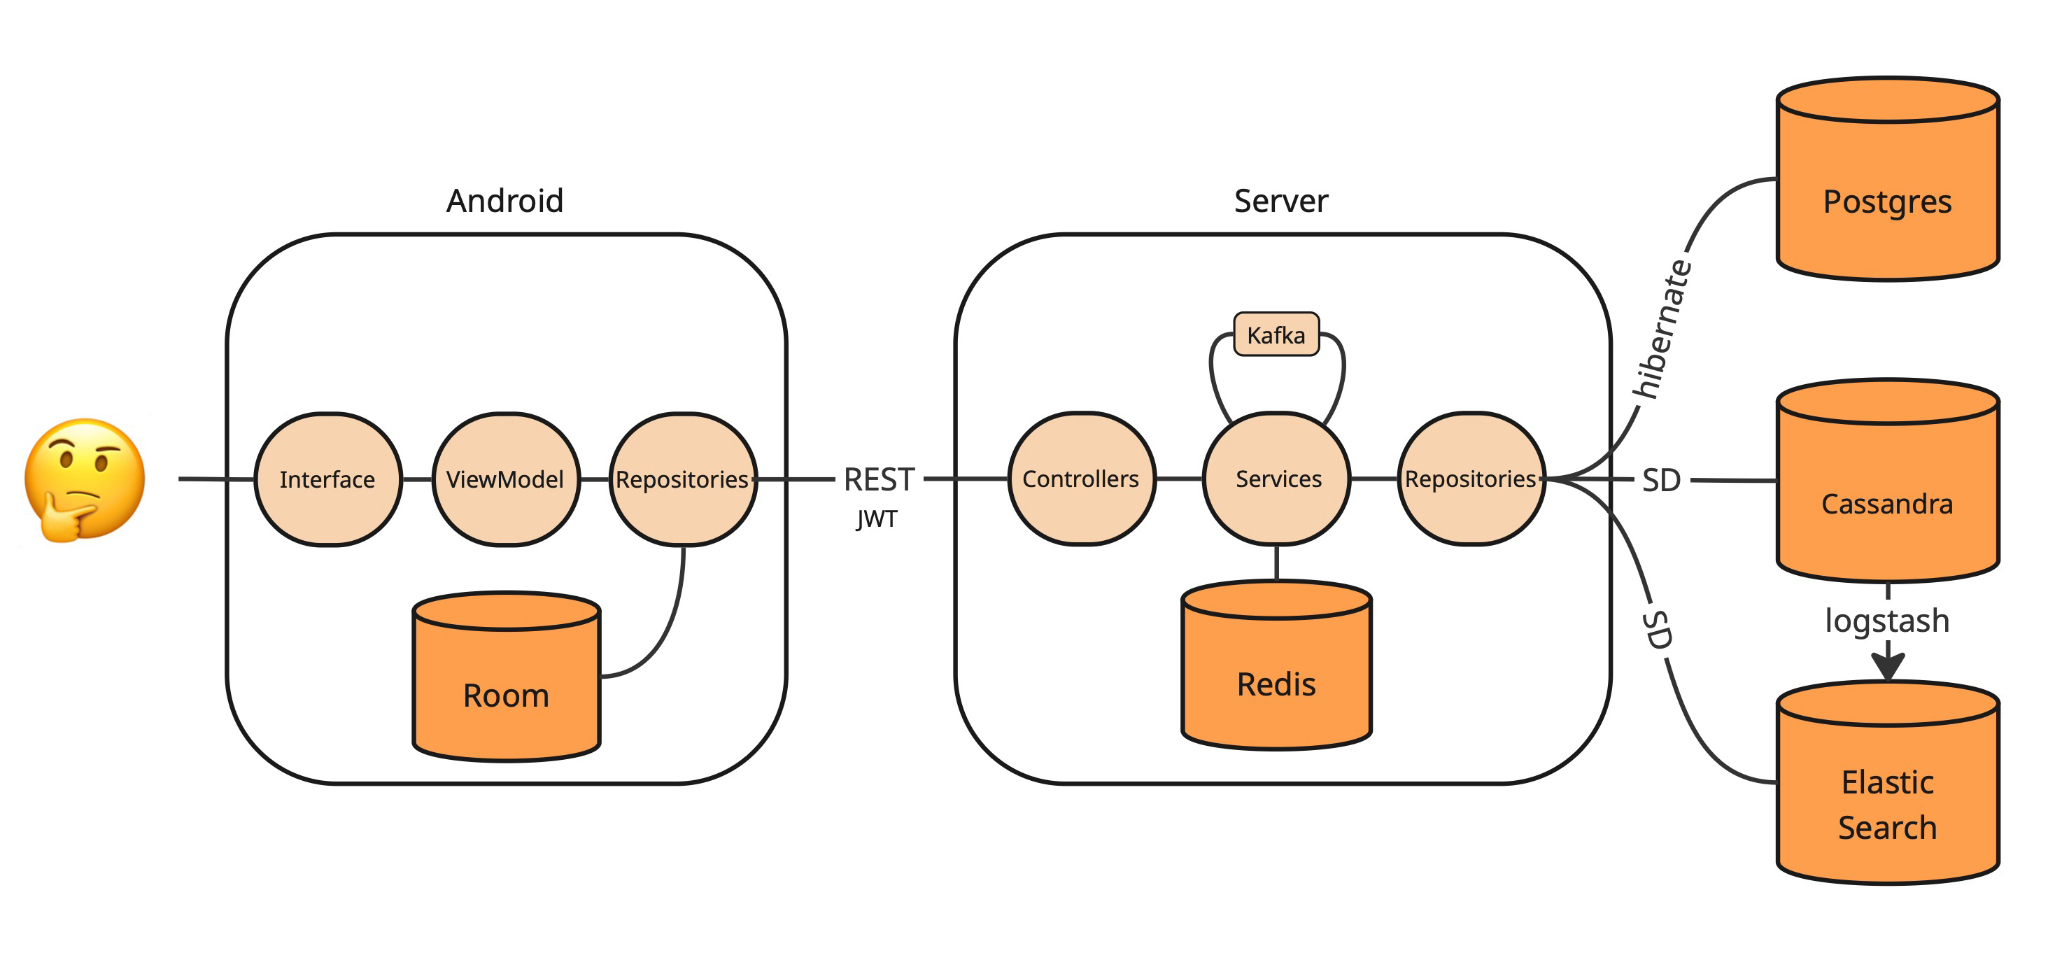 Android
Interface
ViewModel
Repositories
Room
REST
JWT
Server
Kafka
Controllers
Services
Repositories
Redis
hibernate
SD
SD
Postgres
Cassandra
logstash
Elastic
Search